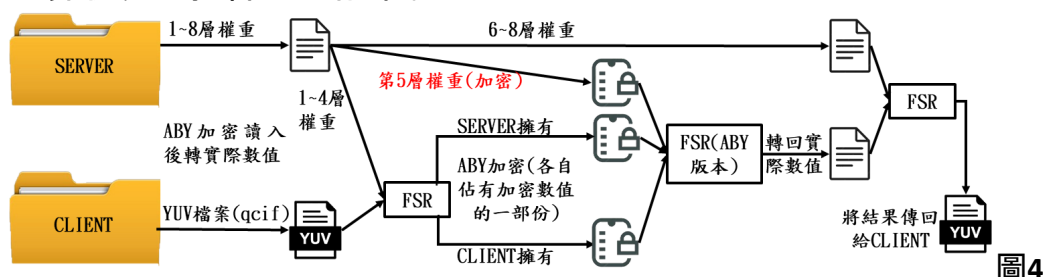 1~8層權重
6~8層權重
SERVER
第5層權重(加密)
1~4層
權重
FSR
ABY加密讀入
後轉實際數值
SERVER擁有
FSR(ABY
版本)
轉回實
際數值
ABY加密(各自
佔有加密數值
的一部份)
FSR
CLIENT
YUV檔案(qcif)
YUV
CLIENT擁有
將結果傳回
給CLIENT
YUV
圖4